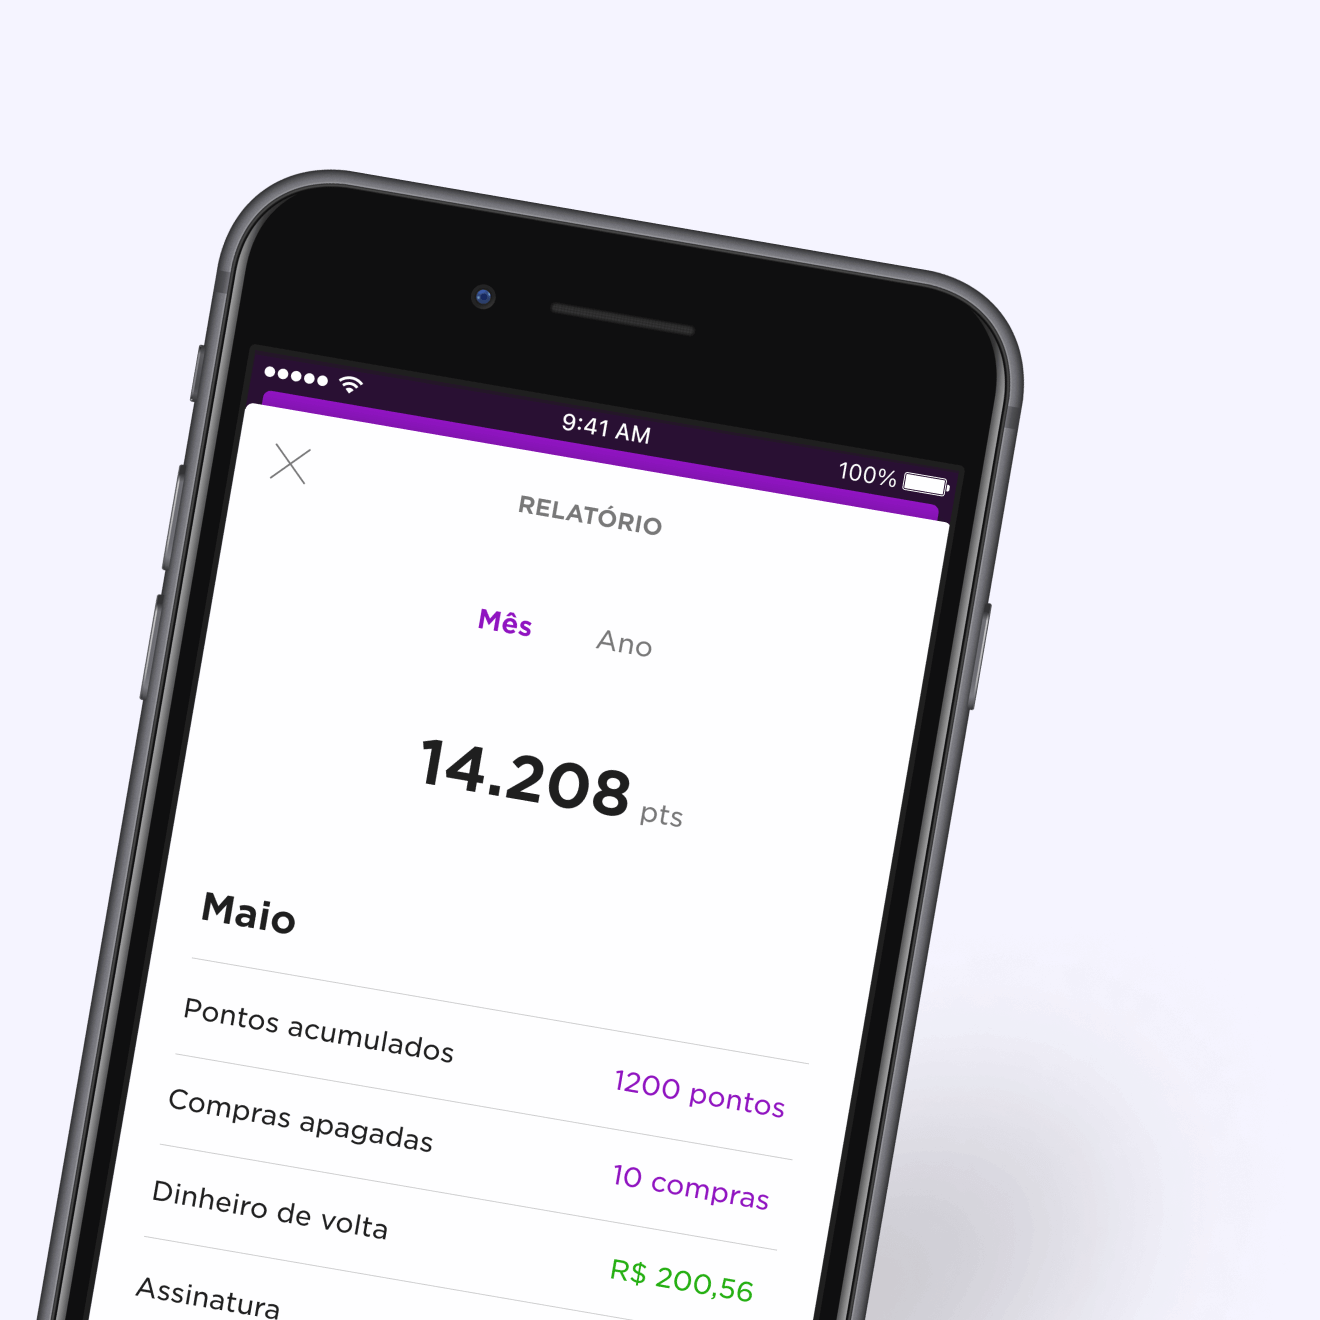 9:41 AM
100%
RELATÓRIO
Mês Ano
14.208 pts
Maio
Pontos acumulados 1200 pontos
Compras apagadas 10 compras
Dinheiro de volta R$ 200,56
Assinatura